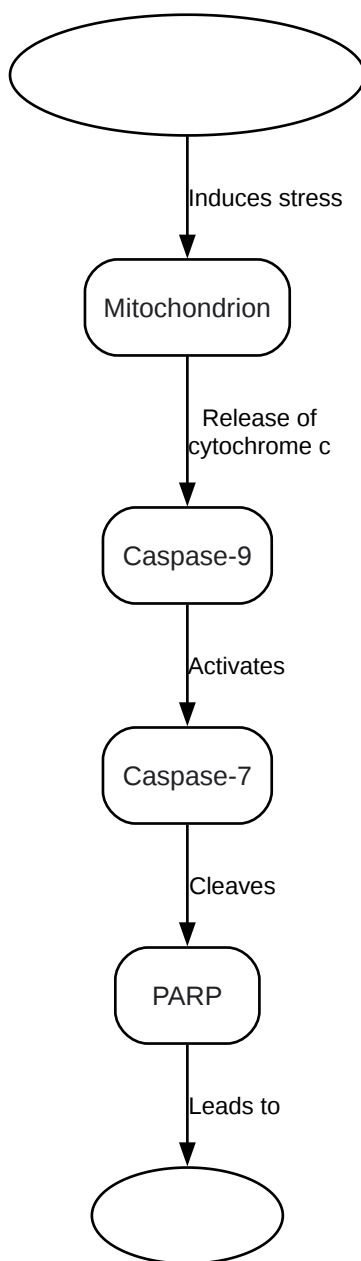 Induces stress
Mitochondrion
Release of
cytochrome c
Caspase-9
Activates
Caspase-7
Cleaves
PARP
Leads to